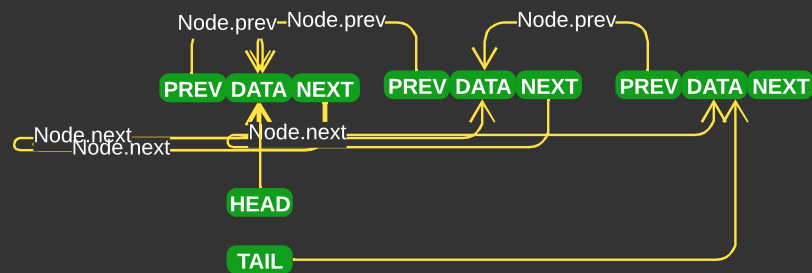 Node.prev Node.prev Node.prev
PREV DATA NEXT PREV DATA NEXT PREV DATA NEXT
Node.next Node.next
Node.next
HEAD
TAIL